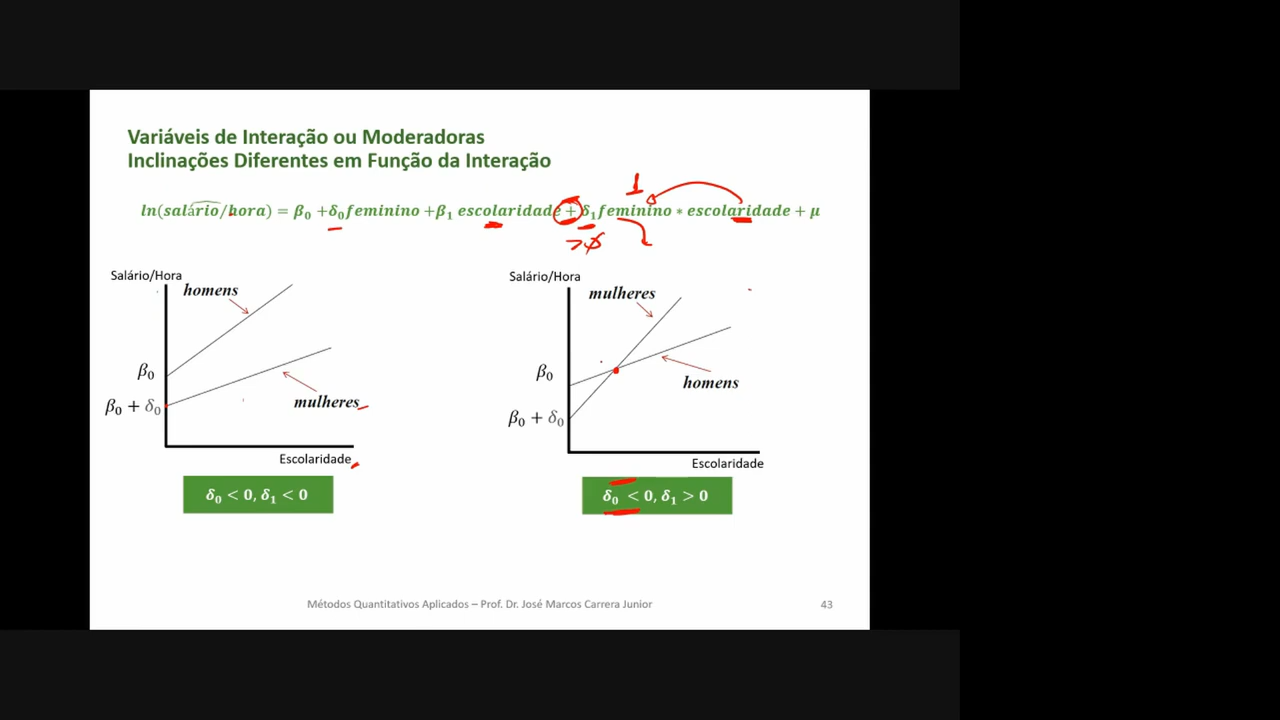 Variáveis de Interação ou Moderadoras
Inclinações Diferentes em Função da Interação
1
ln(salário/hora) = β₀ +δ₀feminino +β₁ escolaridade + δ₁feminino * escolaridade + μ
>0
Salário/Hora
homens
β₀
β₀ + δ₀
mulheres
Escolaridade
δ₀ < 0, δ₁ < 0
Salário/Hora
mulheres
β₀
homens
β₀ + δ₀
Escolaridade
δ₀ < 0, δ₁ > 0
Métodos Quantitativos Aplicados – Prof. Dr. José Marcos Carrera Junior
43